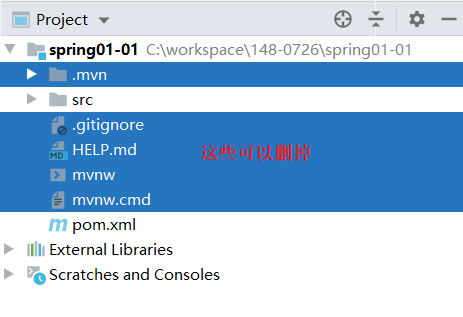 Project
spring01-01 C:\workspace\148-0726\spring01-01
.mvn
src
.gitignore
HELP.md 这些可以删掉
mvnw
mvnw.cmd
pom.xml
External Libraries
Scratches and Consoles